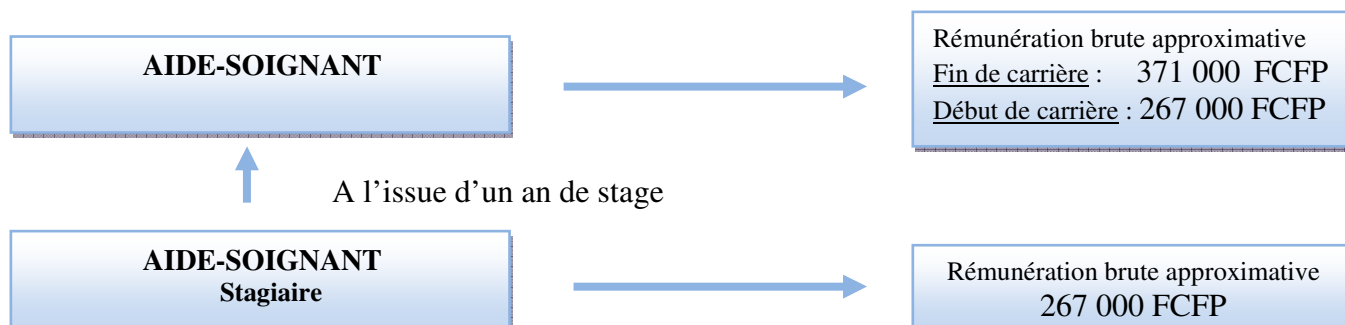 AIDE-SOIGNANT
Rémunération brute approximative
Fin de carrière : 371 000 FCFP
Début de carrière : 267 000 FCFP
A l’issue d’un an de stage
AIDE-SOIGNANT
Stagiaire
Rémunération brute approximative
267 000 FCFP